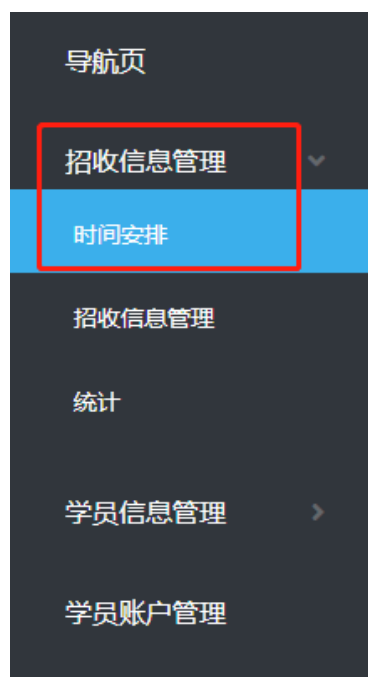 导航页
招收信息管理
时间安排
招收信息管理
统计
学员信息管理
学员账户管理